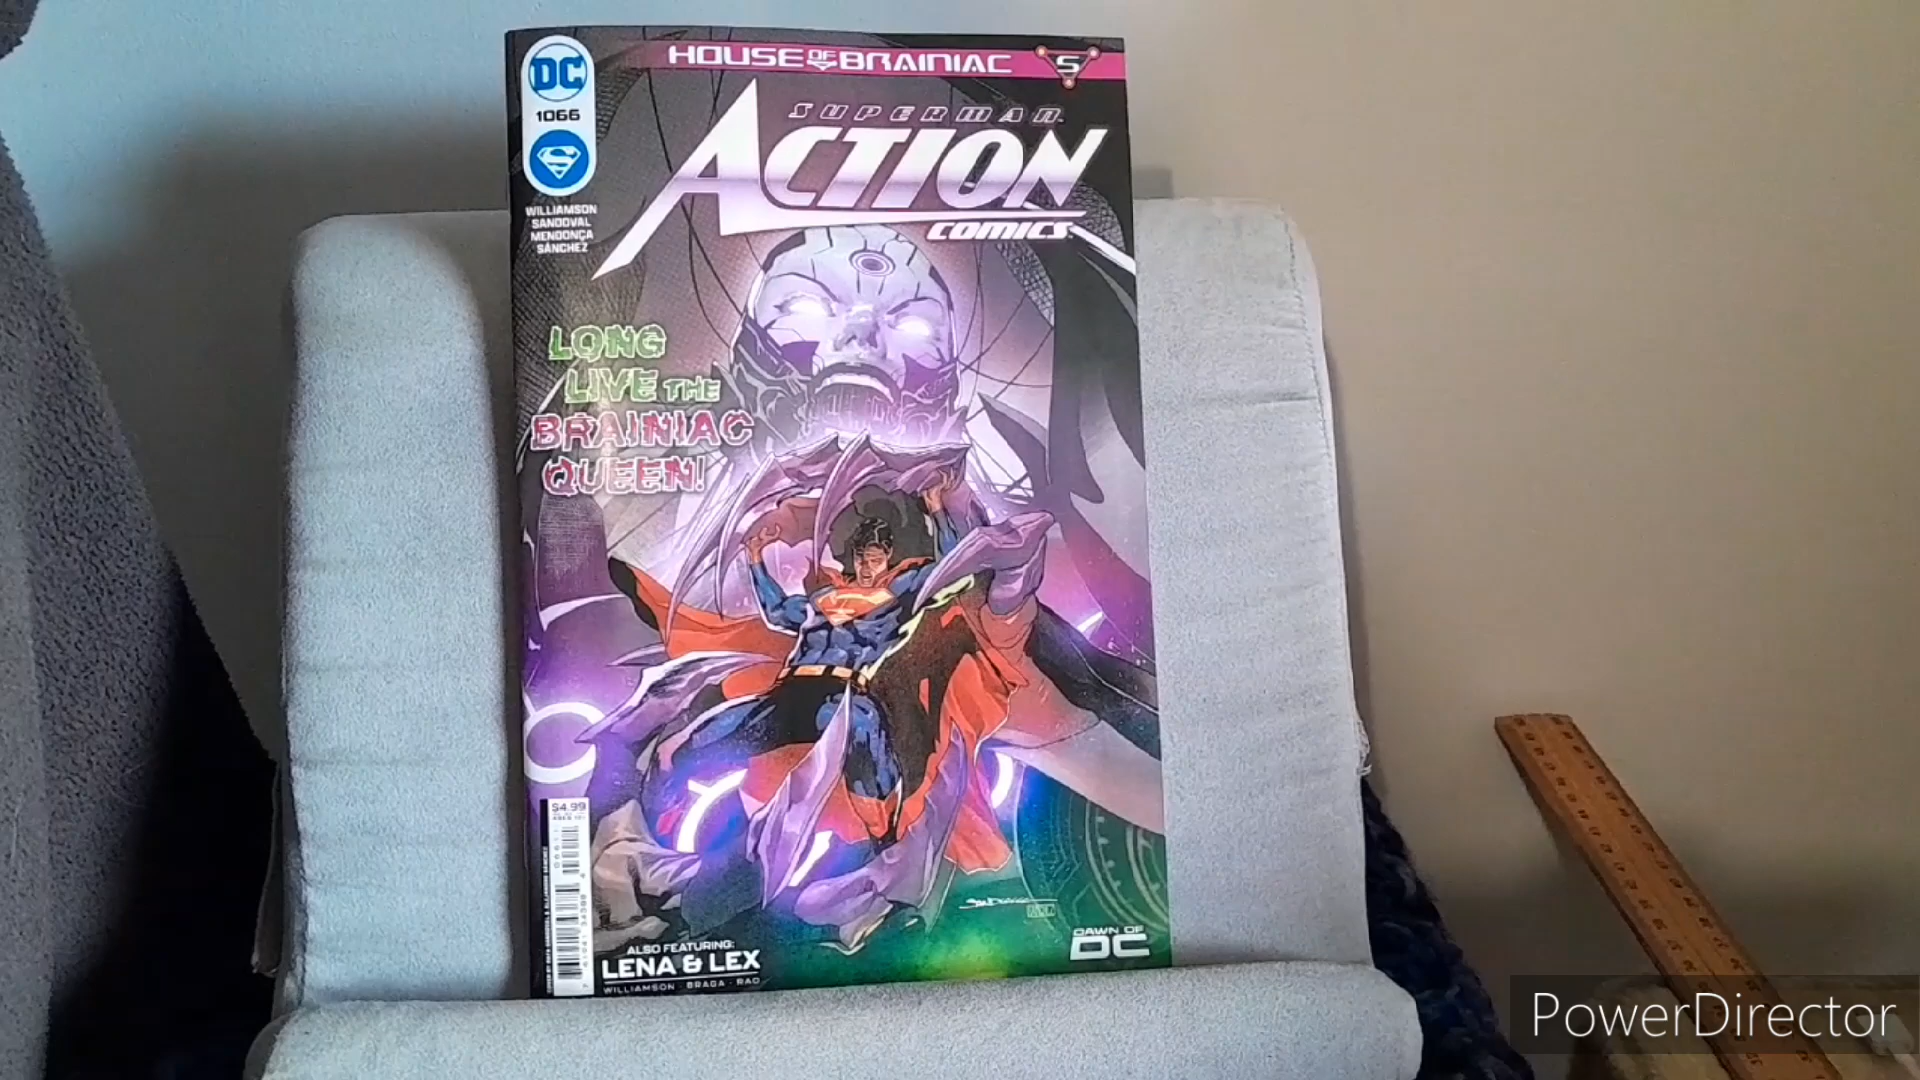 HOUSE OF BRAINIAC
5
DC
1066
S
SUPERMAN
ACTION
COMICS
WILLIAMSON
SANDOVAL
MENDONÇA
SÁNCHEZ
LONG
LIVE THE
BRAINIAC
QUEEN!
$4.99
ALSO FEATURING:
LENA & LEX
WILLIAMSON · BRAGA · RAO
DAWN OF
DC
PowerDirector